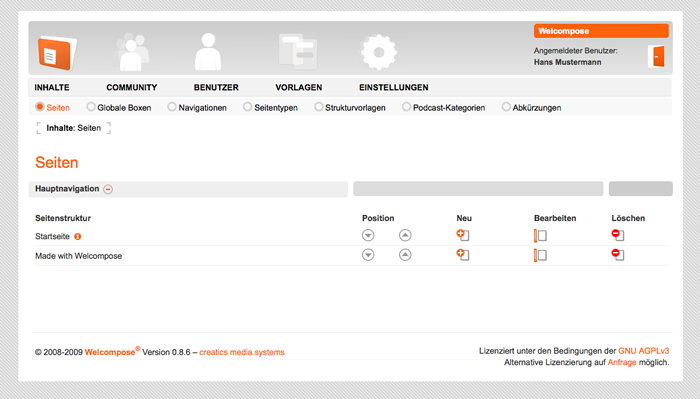 Welcompose
Angemeldeter Benutzer:
Hans Mustermann
INHALTE COMMUNITY BENUTZER VORLAGEN EINSTELLUNGEN
Seiten Globale Boxen Navigationen Seitentypen Strukturvorlagen Podcast-Kategorien Abkürzungen
Inhalte: Seiten
Seiten
Hauptnavigation
Seitenstruktur Position Neu Bearbeiten Löschen
Startseite
Made with Welcompose
© 2008-2009 Welcompose® Version 0.8.6 – creatics media.systems
Lizenziert unter den Bedingungen der GNU AGPLv3
Alternative Lizenzierung auf Anfrage möglich.